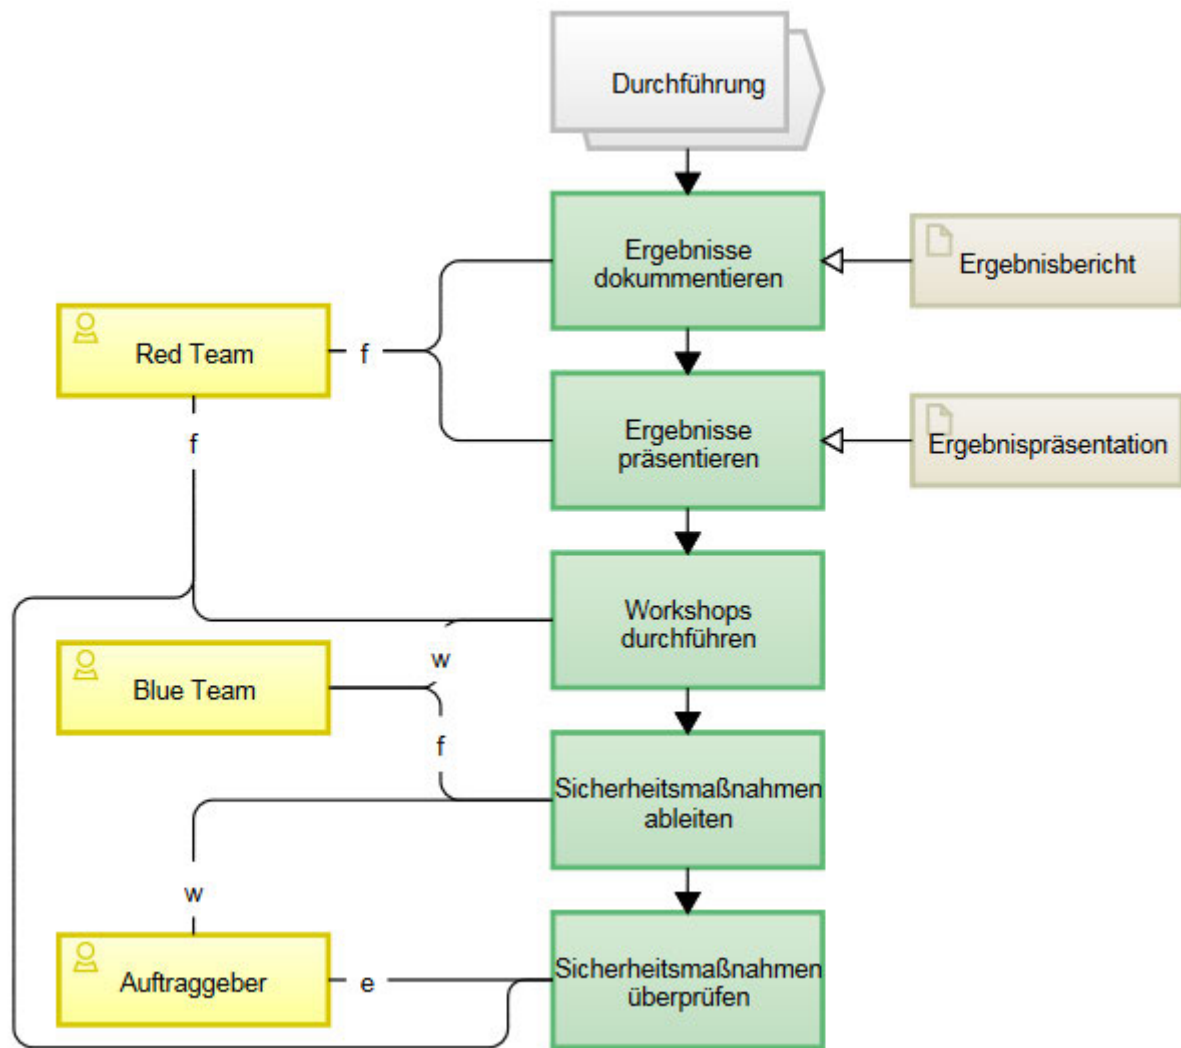 Durchführung
Ergebnisse
dokummentieren
Ergebnisbericht
Red Team
f
f
Ergebnisse
präsentieren
Ergebnispräsentation
Workshops
durchführen
w
Blue Team
f
Sicherheitsmaßnahmen
ableiten
w
Auftraggeber
e
Sicherheitsmaßnahmen
überprüfen